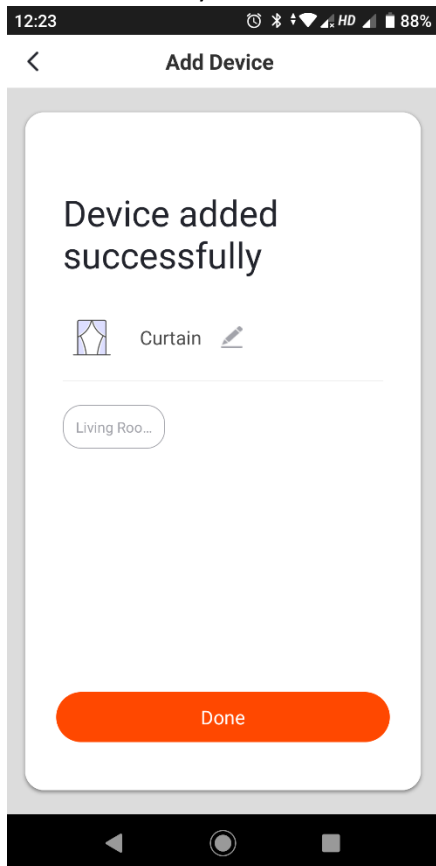 12:23
HD
88%
Add Device
Device added
successfully
Curtain
Living Roo...
Done